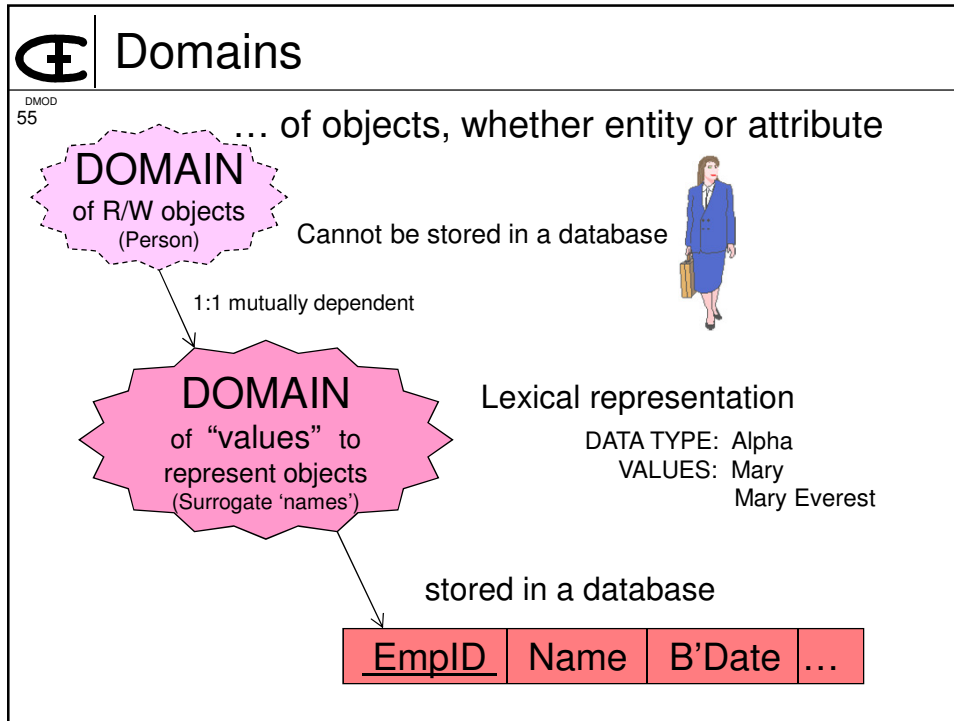 Domains
DMOD
55
… of objects, whether entity or attribute
DOMAIN
of R/W objects
(Person)
Cannot be stored in a database
1:1 mutually dependent
DOMAIN
of “values” to
represent objects
(Surrogate ‘names’)
Lexical representation
DATA TYPE: Alpha
VALUES: Mary
Mary Everest
stored in a database
EmpID Name B’Date …